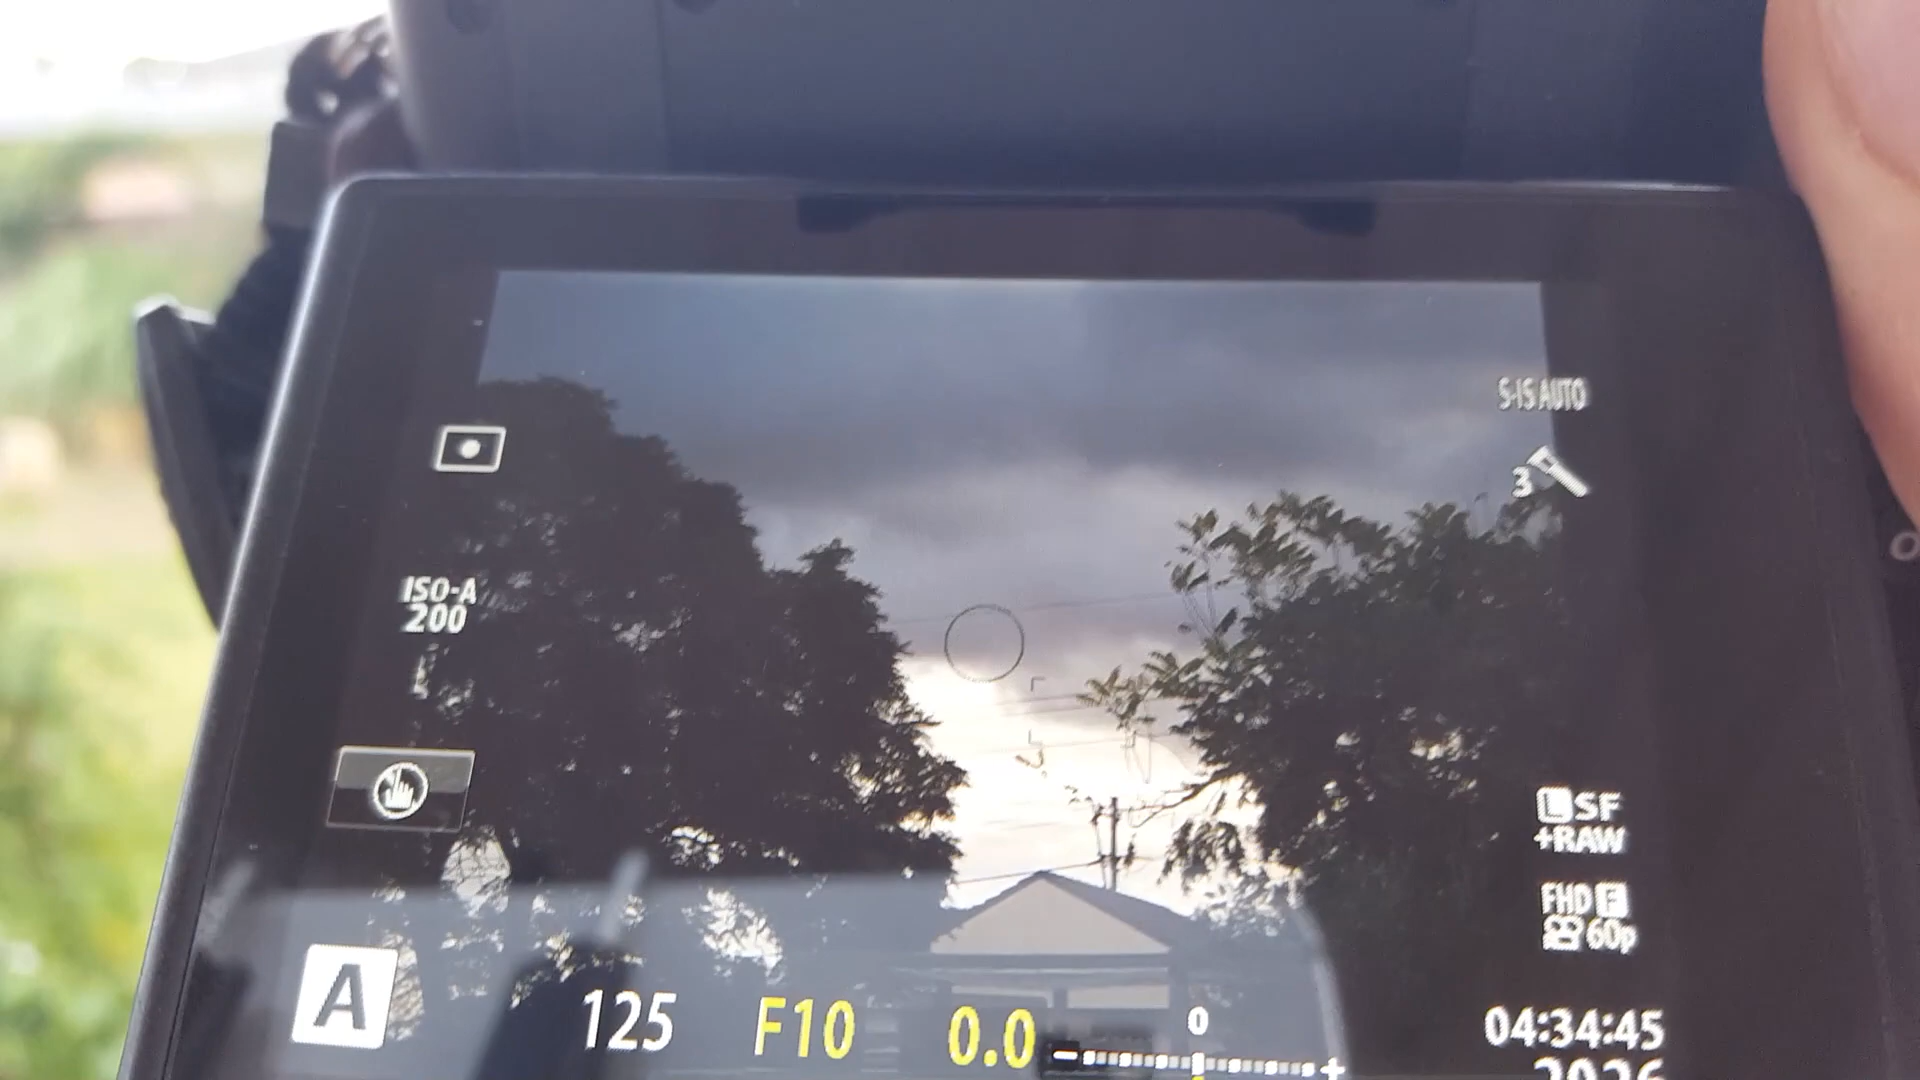 S-IS AUTO
3
ISO-A
200
L SF
+RAW
FHD F
60p
A 125 F10 0.0 - 0 + 04:34:45